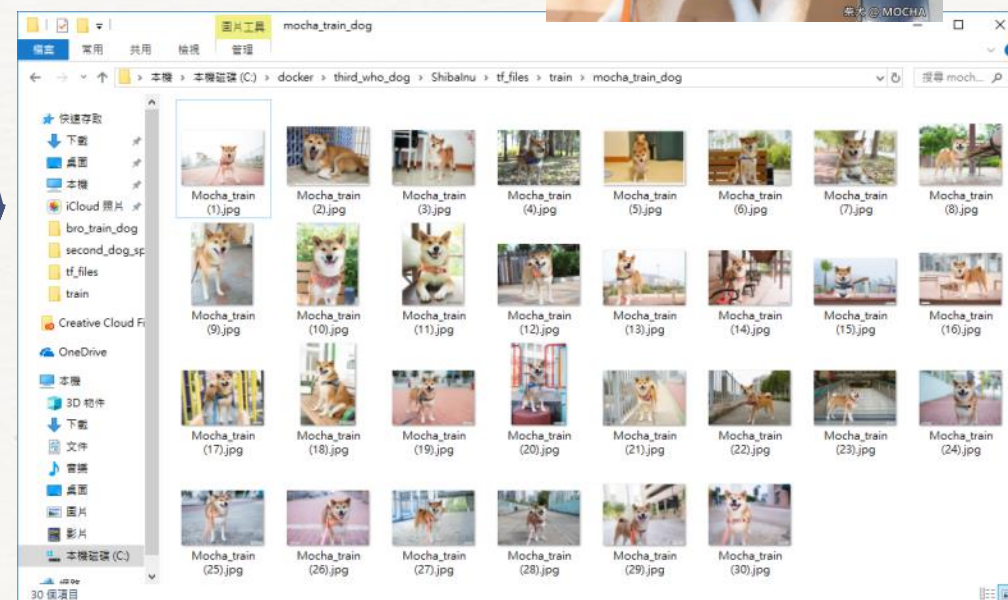 柴犬 @ MOCHA
圖片工具 mocha_train_dog
檔案 常用 共用 檢視 管理
本機 > 本機磁碟 (C:) > docker > third_who_dog > ShibaInu > tf_files > train > mocha_train_dog
搜尋 moch...
快速存取
下載
桌面
本機
iCloud 照片
bro_train_dog
second_dog_sp
tf_files
train
Creative Cloud Fi
OneDrive
本機
3D 物件
下載
文件
音樂
桌面
圖片
影片
本機磁碟 (C:)
網路
Mocha_train (1).jpg
Mocha_train (2).jpg
Mocha_train (3).jpg
Mocha_train (4).jpg
Mocha_train (5).jpg
Mocha_train (6).jpg
Mocha_train (7).jpg
Mocha_train (8).jpg
Mocha_train (9).jpg
Mocha_train (10).jpg
Mocha_train (11).jpg
Mocha_train (12).jpg
Mocha_train (13).jpg
Mocha_train (14).jpg
Mocha_train (15).jpg
Mocha_train (16).jpg
Mocha_train (17).jpg
Mocha_train (18).jpg
Mocha_train (19).jpg
Mocha_train (20).jpg
Mocha_train (21).jpg
Mocha_train (22).jpg
Mocha_train (23).jpg
Mocha_train (24).jpg
Mocha_train (25).jpg
Mocha_train (26).jpg
Mocha_train (27).jpg
Mocha_train (28).jpg
Mocha_train (29).jpg
Mocha_train (30).jpg
30 個項目